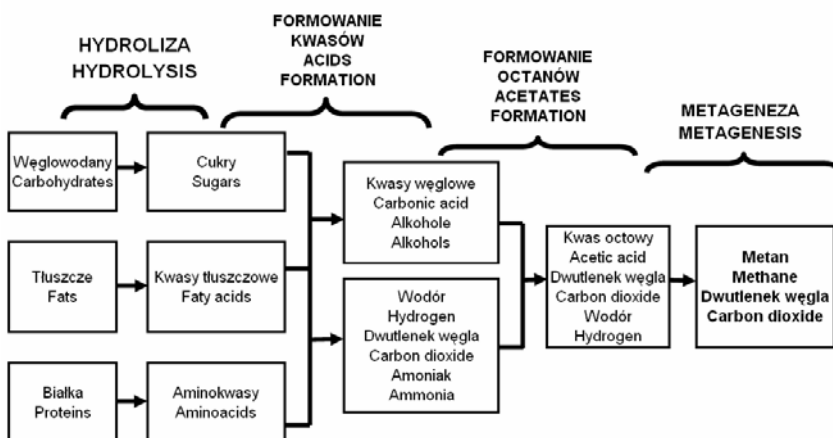 HYDROLIZA
HYDROLYSIS
FORMOWANIE
KWASÓW
ACIDS
FORMATION
FORMOWANIE
OCTANÓW
ACETATES
FORMATION
METAGENEZA
METAGENESIS
Węglowodany
Carbohydrates
Cukry
Sugars
Tłuszcze
Fats
Kwasy tłuszczowe
Faty acids
Białka
Proteins
Aminokwasy
Aminoacids
Kwasy węglowe
Carbonic acid
Alkohole
Alkohols
Wodór
Hydrogen
Dwutlenek węgla
Carbon dioxide
Amoniak
Ammonia
Kwas octowy
Acetic acid
Dwutlenek węgla
Carbon dioxide
Wodór
Hydrogen
Metan
Methane
Dwutlenek węgla
Carbon dioxide